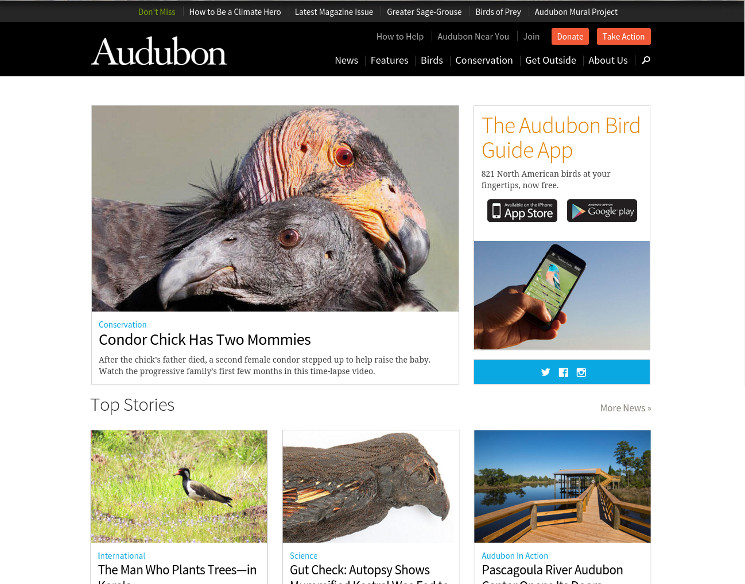 Don't Miss How to Be a Climate Hero Latest Magazine Issue Greater Sage-Grouse Birds of Prey Audubon Mural Project
How to Help Audubon Near You Join Donate Take Action
Audubon
News Features Birds Conservation Get Outside About Us
The Audubon Bird
Guide App
821 North American birds at your
fingertips, now free.
Available on the iPhone
App Store
Google play
Conservation
Condor Chick Has Two Mommies
After the chick's father died, a second female condor stepped up to help raise the baby.
Watch the progressive family's first few months in this time-lapse video.
Top Stories
More News »
International
The Man Who Plants Trees—in
Science
Gut Check: Autopsy Shows
Audubon In Action
Pascagoula River Audubon